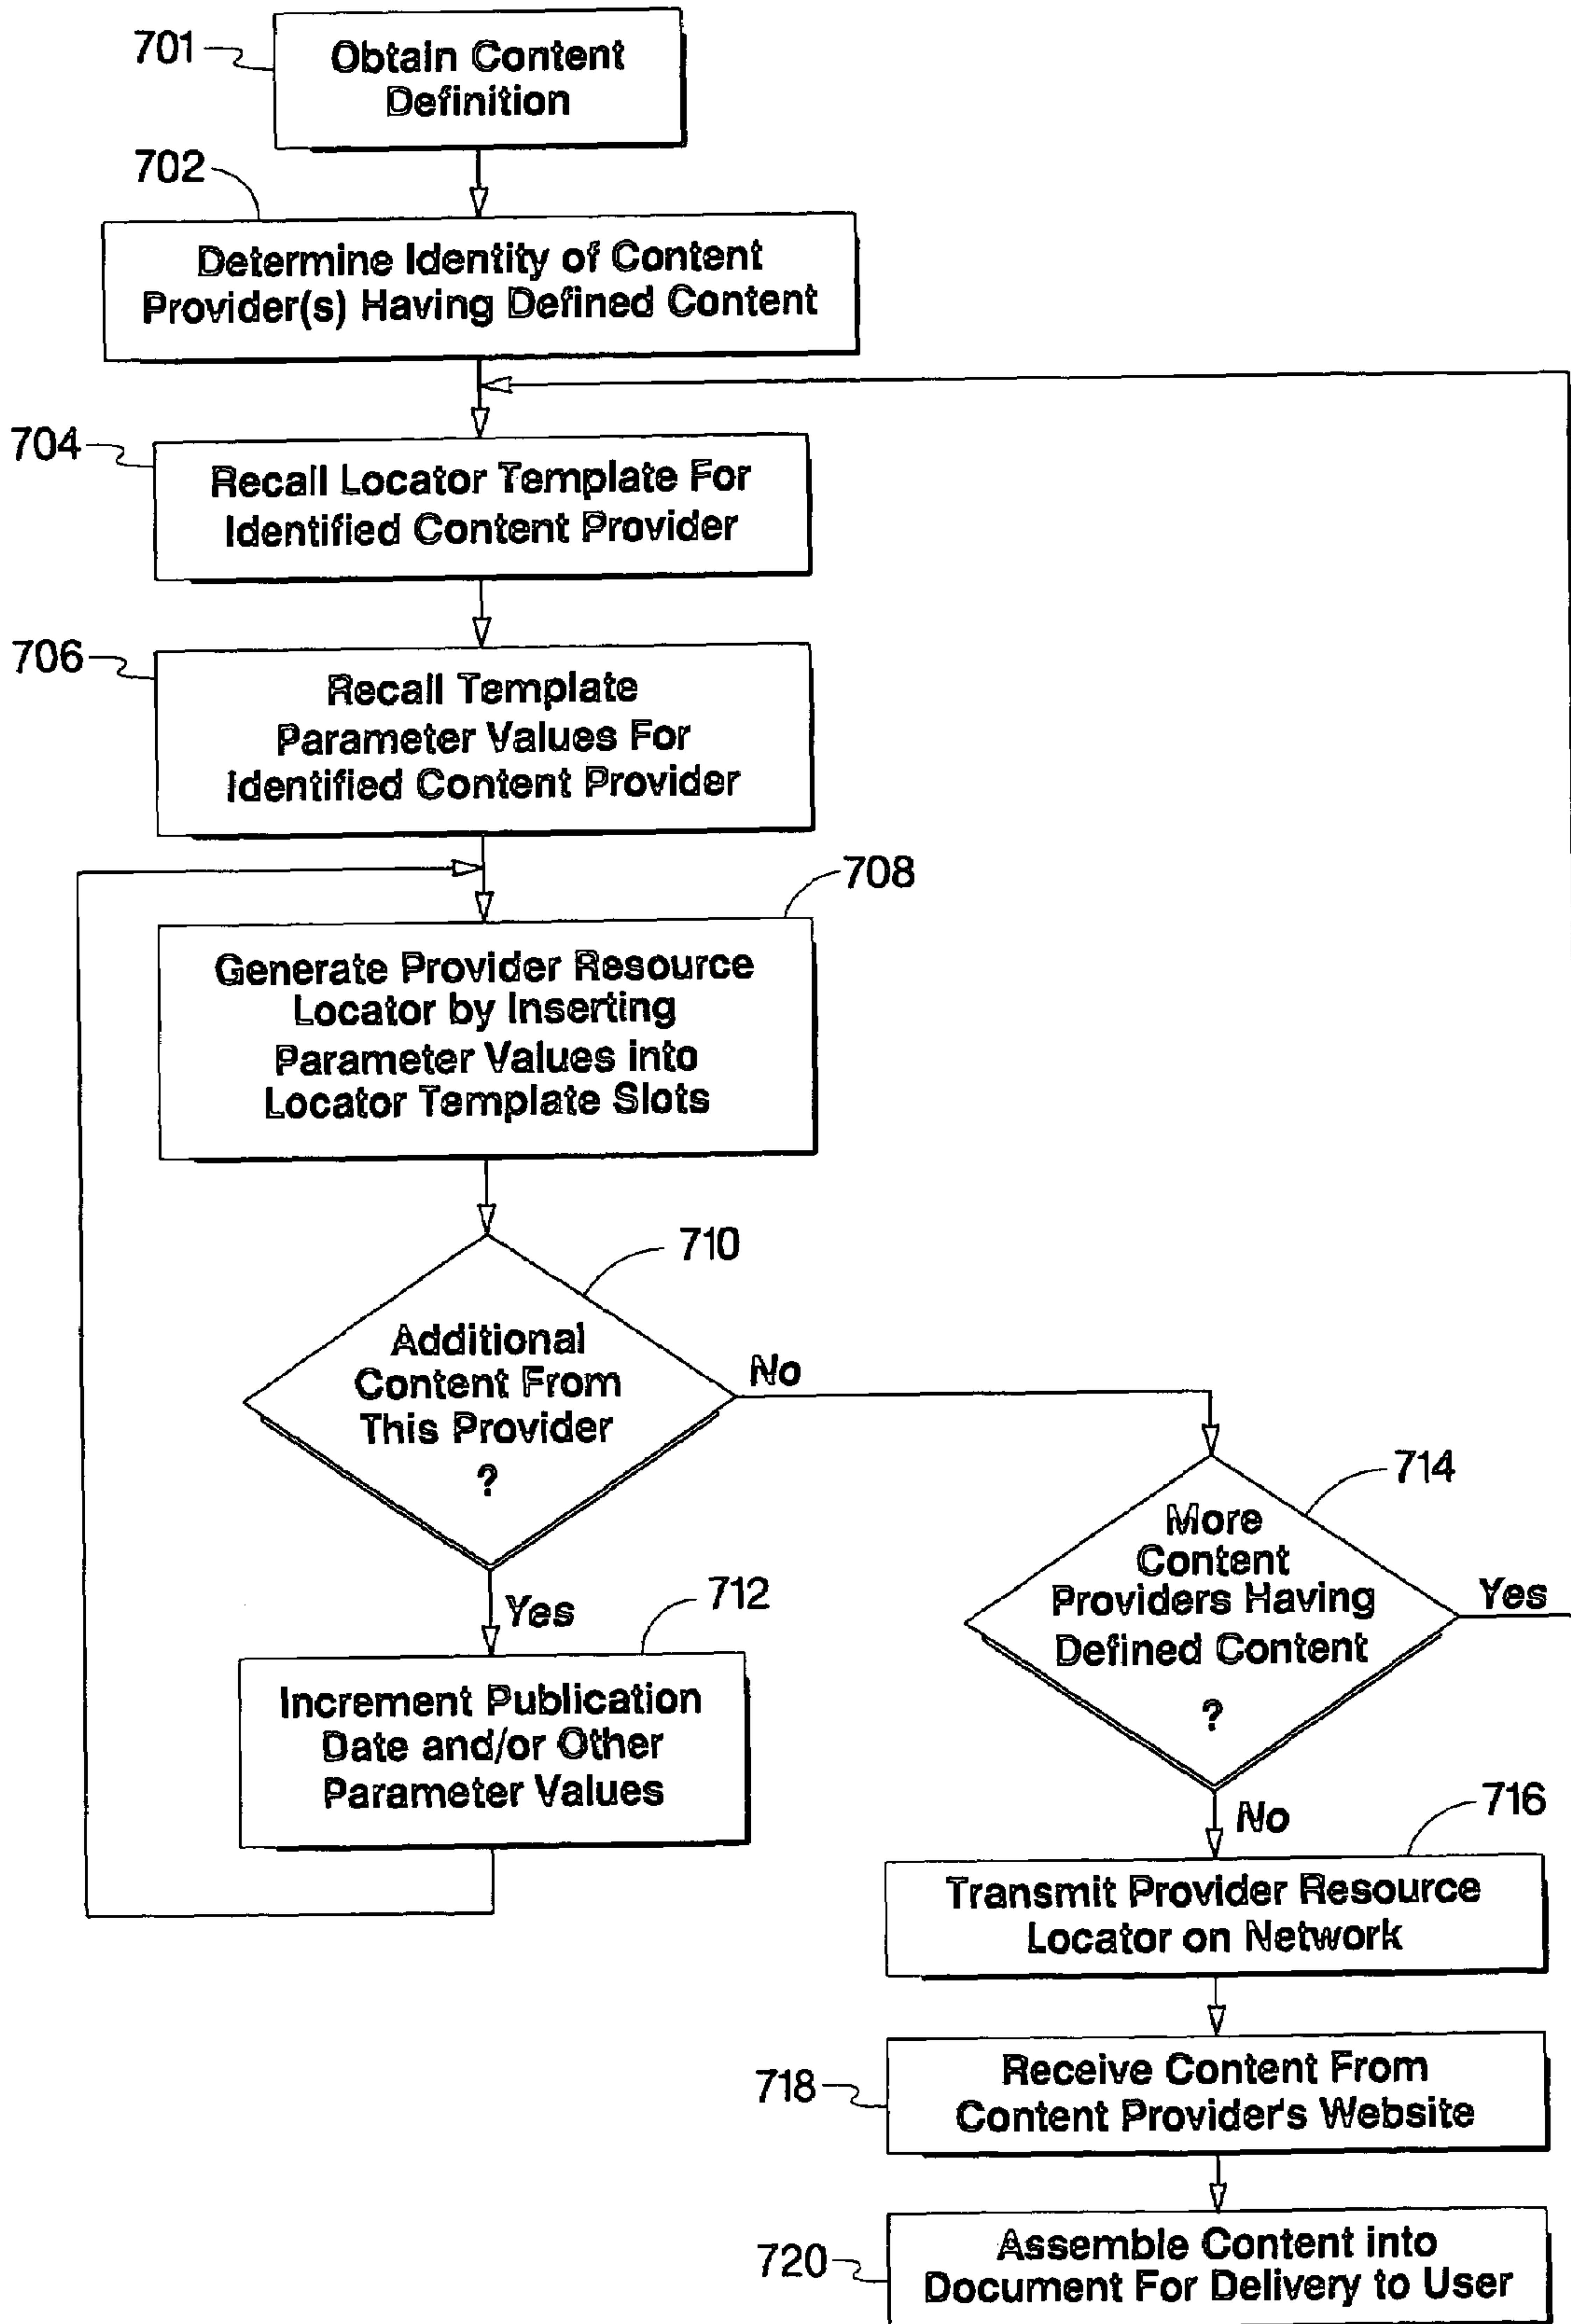 701
Obtain Content
Definition
702
Determine Identity of Content
Provider(s) Having Defined Content
704
Recall Locator Template For
Identified Content Provider
706
Recall Template
Parameter Values For
Identified Content Provider
708
Generate Provider Resource
Locator by Inserting
Parameter Values into
Locator Template Slots
710
Additional
Content From
This Provider
?
No
Yes
712
Increment Publication
Date and/or Other
Parameter Values
714
More
Content
Providers Having
Defined Content
?
Yes
No
716
Transmit Provider Resource
Locator on Network
718
Receive Content From
Content Provider's Website
720
Assemble Content into
Document For Delivery to User